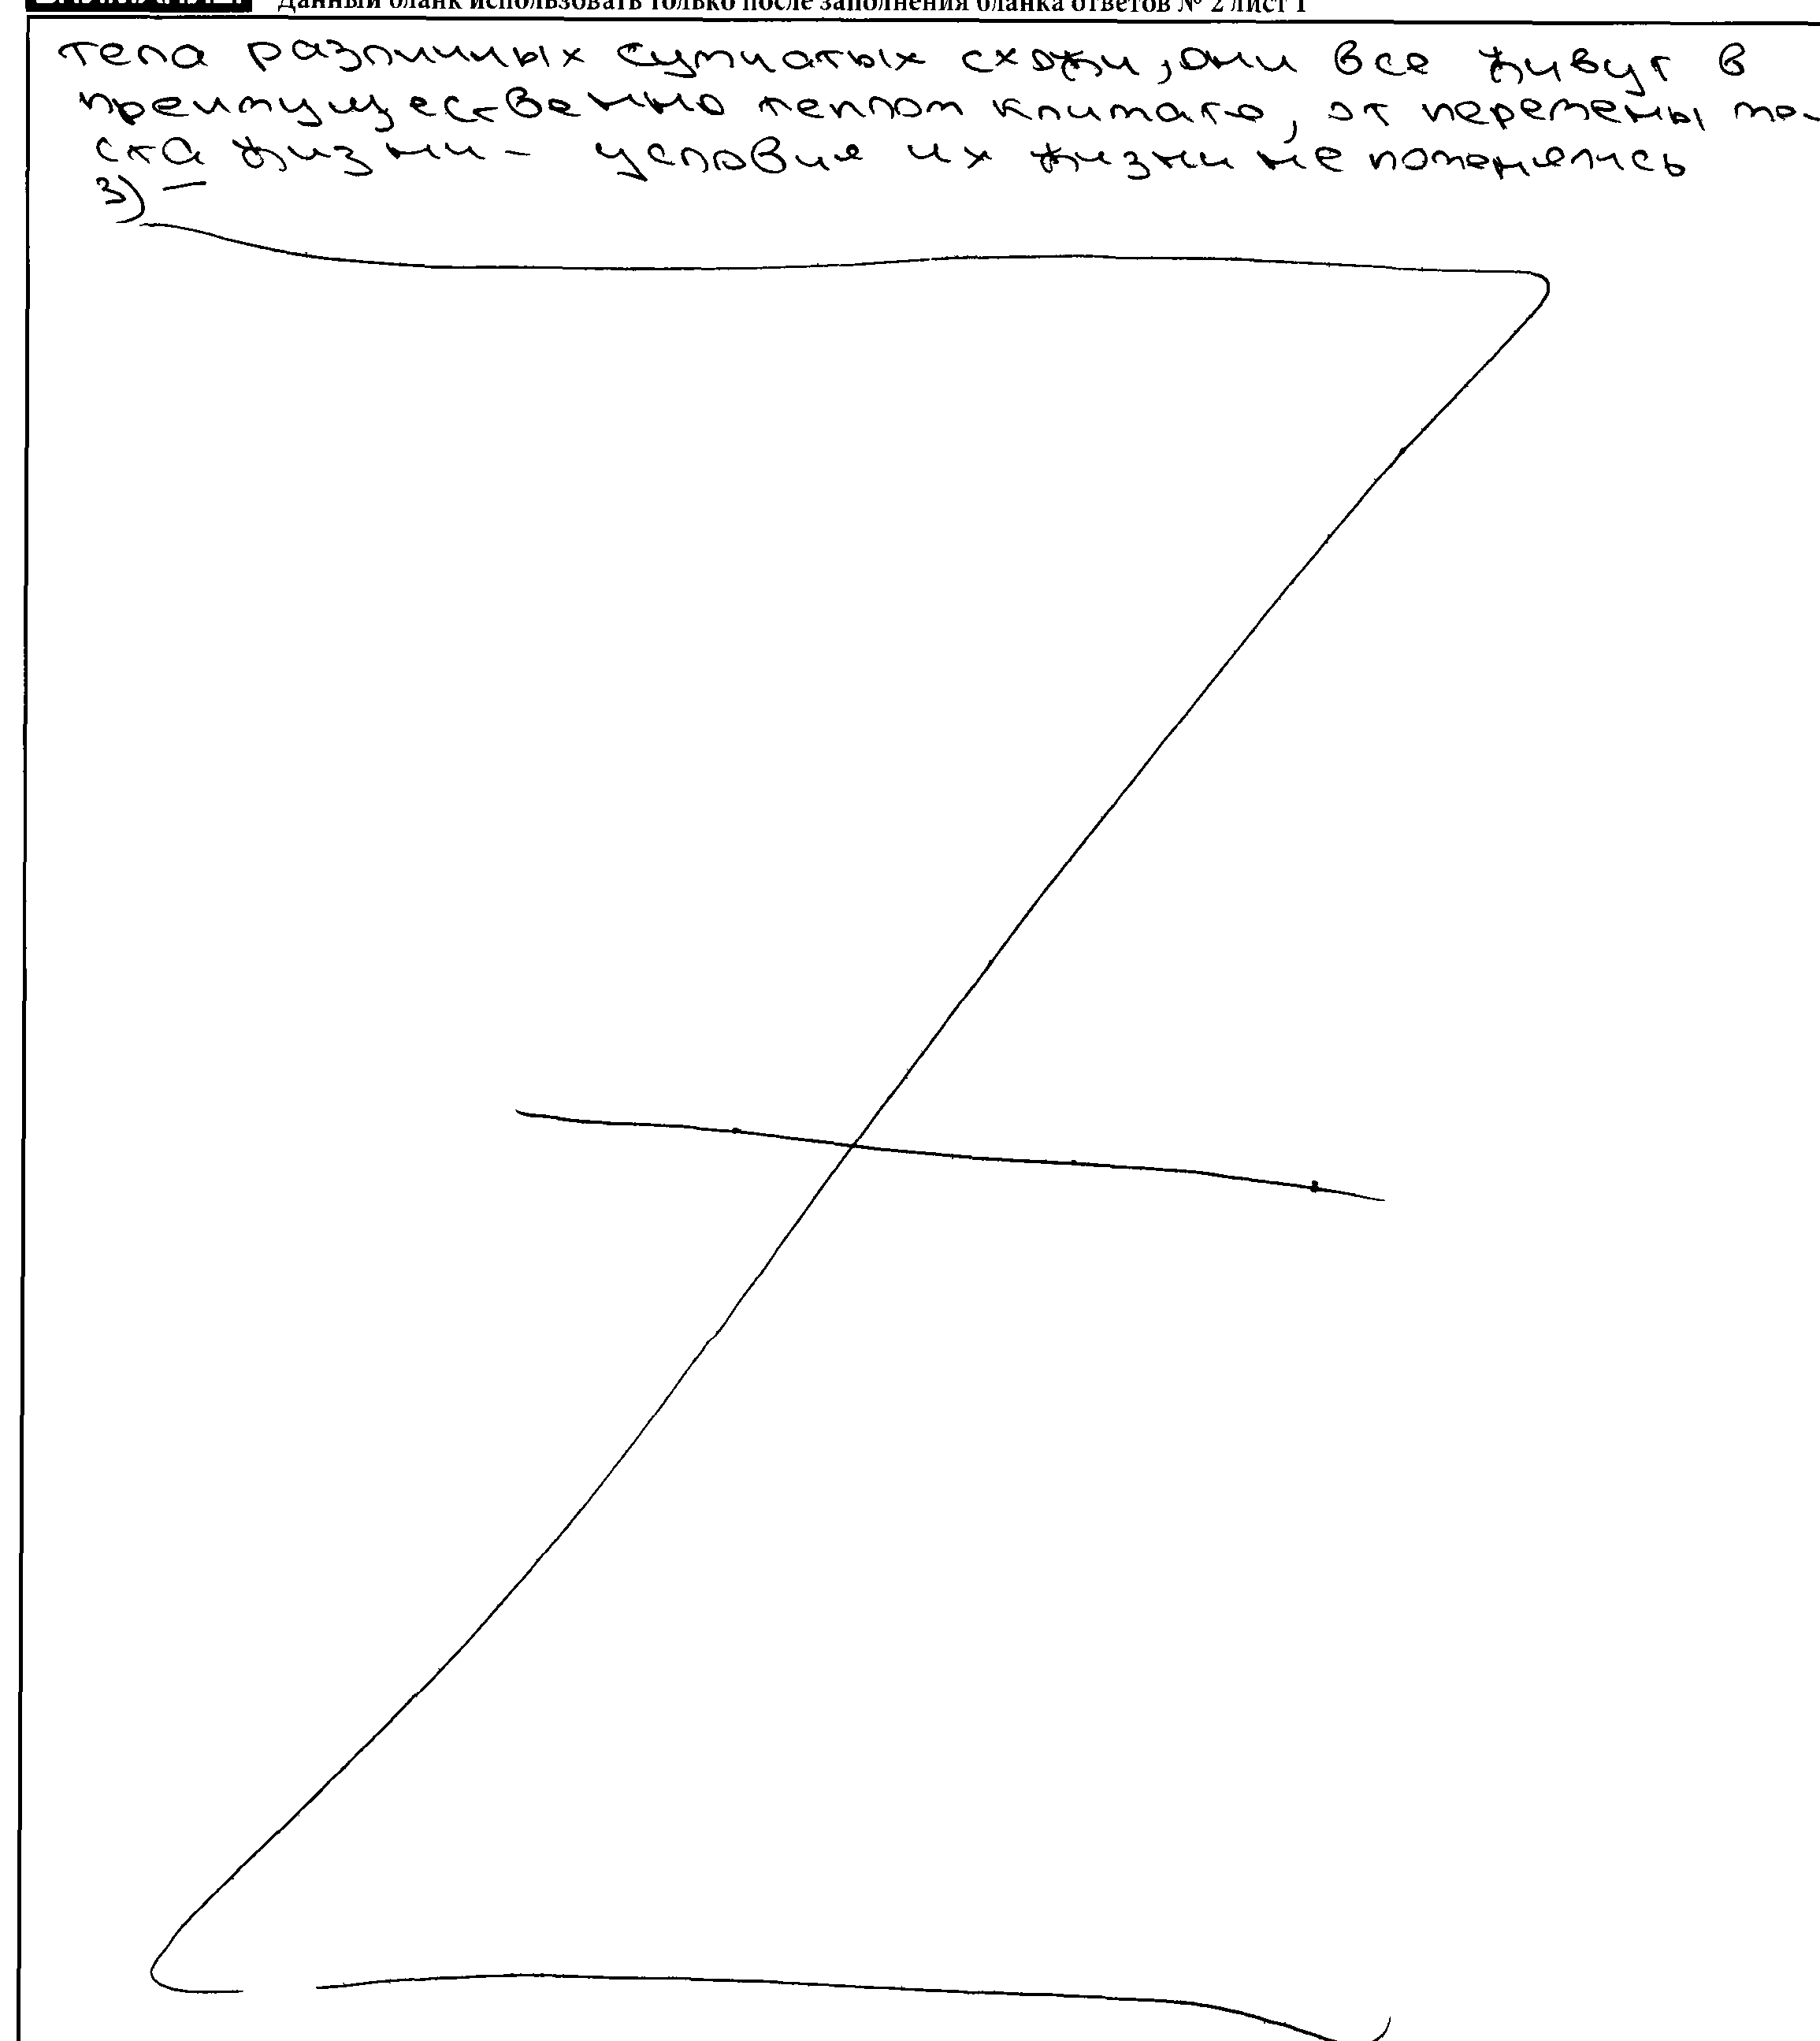 Данный бланк использовать только после заполнения бланка ответов № 2 лист 1
тела различных сумчатых схожи, они все живут в
преимущественно теплом климате, от перемены ме-
ста жизни - условия их жизни не поменялись
3) –